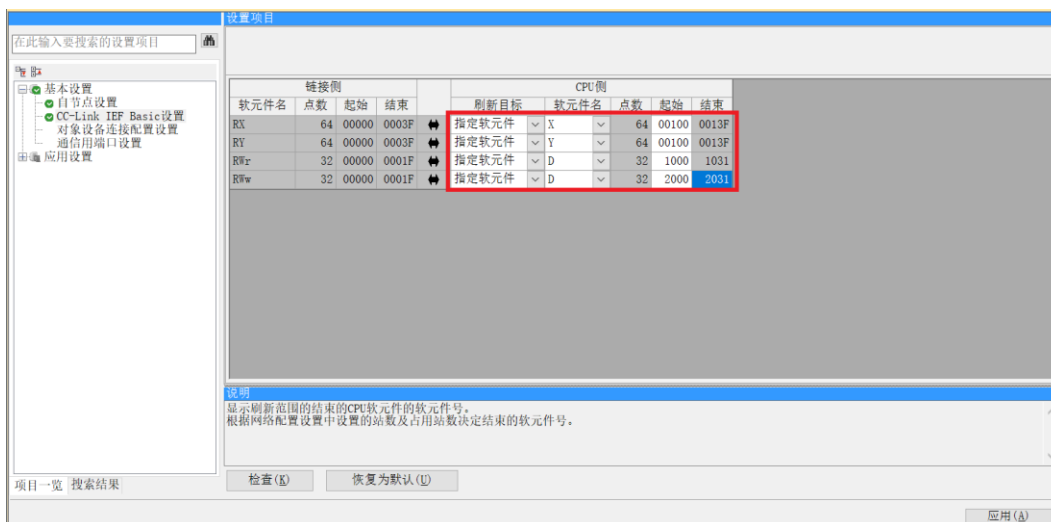 设置项目
在此输入要搜索的设置项目
基本设置
自节点设置
CC-Link IEF Basic设置
对象设备连接配置设置
通信用端口设置
应用设置
链接侧 CPU侧
软元件名 点数 起始 结束 刷新目标 软元件名 点数 起始 结束
RX 64 00000 0003F 指定软元件 X 64 00100 0013F
RY 64 00000 0003F 指定软元件 Y 64 00100 0013F
RWr 32 00000 0001F 指定软元件 D 32 1000 1031
RWw 32 00000 0001F 指定软元件 D 32 2000 2031
说明
显示刷新范围的结束的CPU软元件的软元件号。
根据网络配置设置中设置的站数及占用站数决定结束的软元件号。
项目一览 搜索结果
检查(K) 恢复为默认(U)
应用(A)